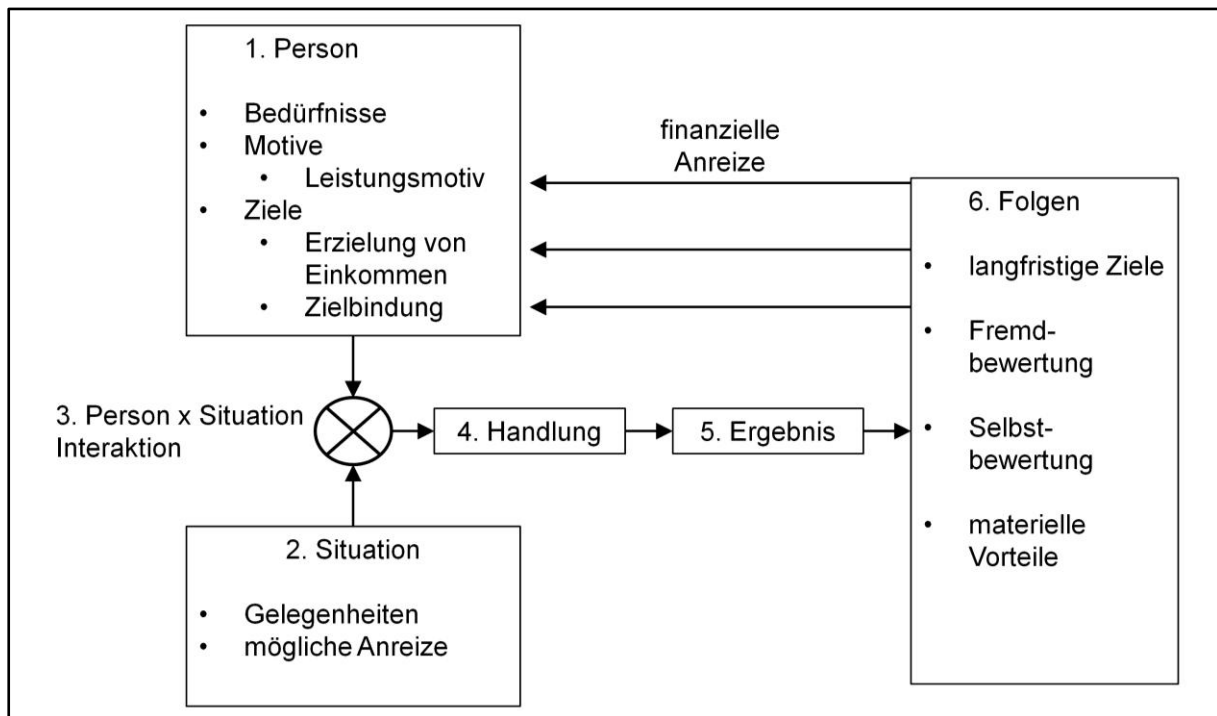 1. Person
• Bedürfnisse
• Motive
• Leistungsmotiv
• Ziele
• Erzielung von
Einkommen
• Zielbindung
finanzielle
Anreize
6. Folgen
• langfristige Ziele
• Fremd-
bewertung
• Selbst-
bewertung
• materielle
Vorteile
3. Person x Situation
Interaktion
4. Handlung
5. Ergebnis
2. Situation
• Gelegenheiten
• mögliche Anreize